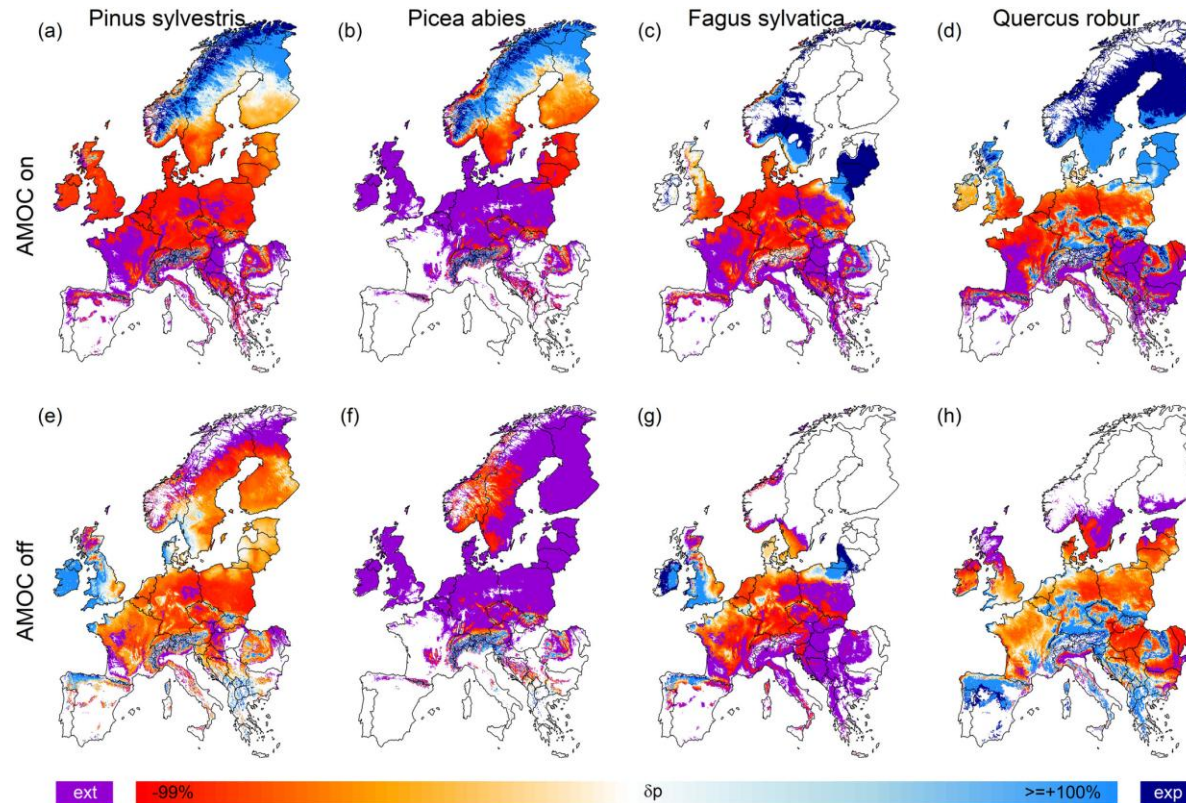 Pinus sylvestris Picea abies Fagus sylvatica Quercus robur
(a) (b) (c) (d)
AMOC on
(e) (f) (g) (h)
AMOC off
ext -99% δp >=+100% exp